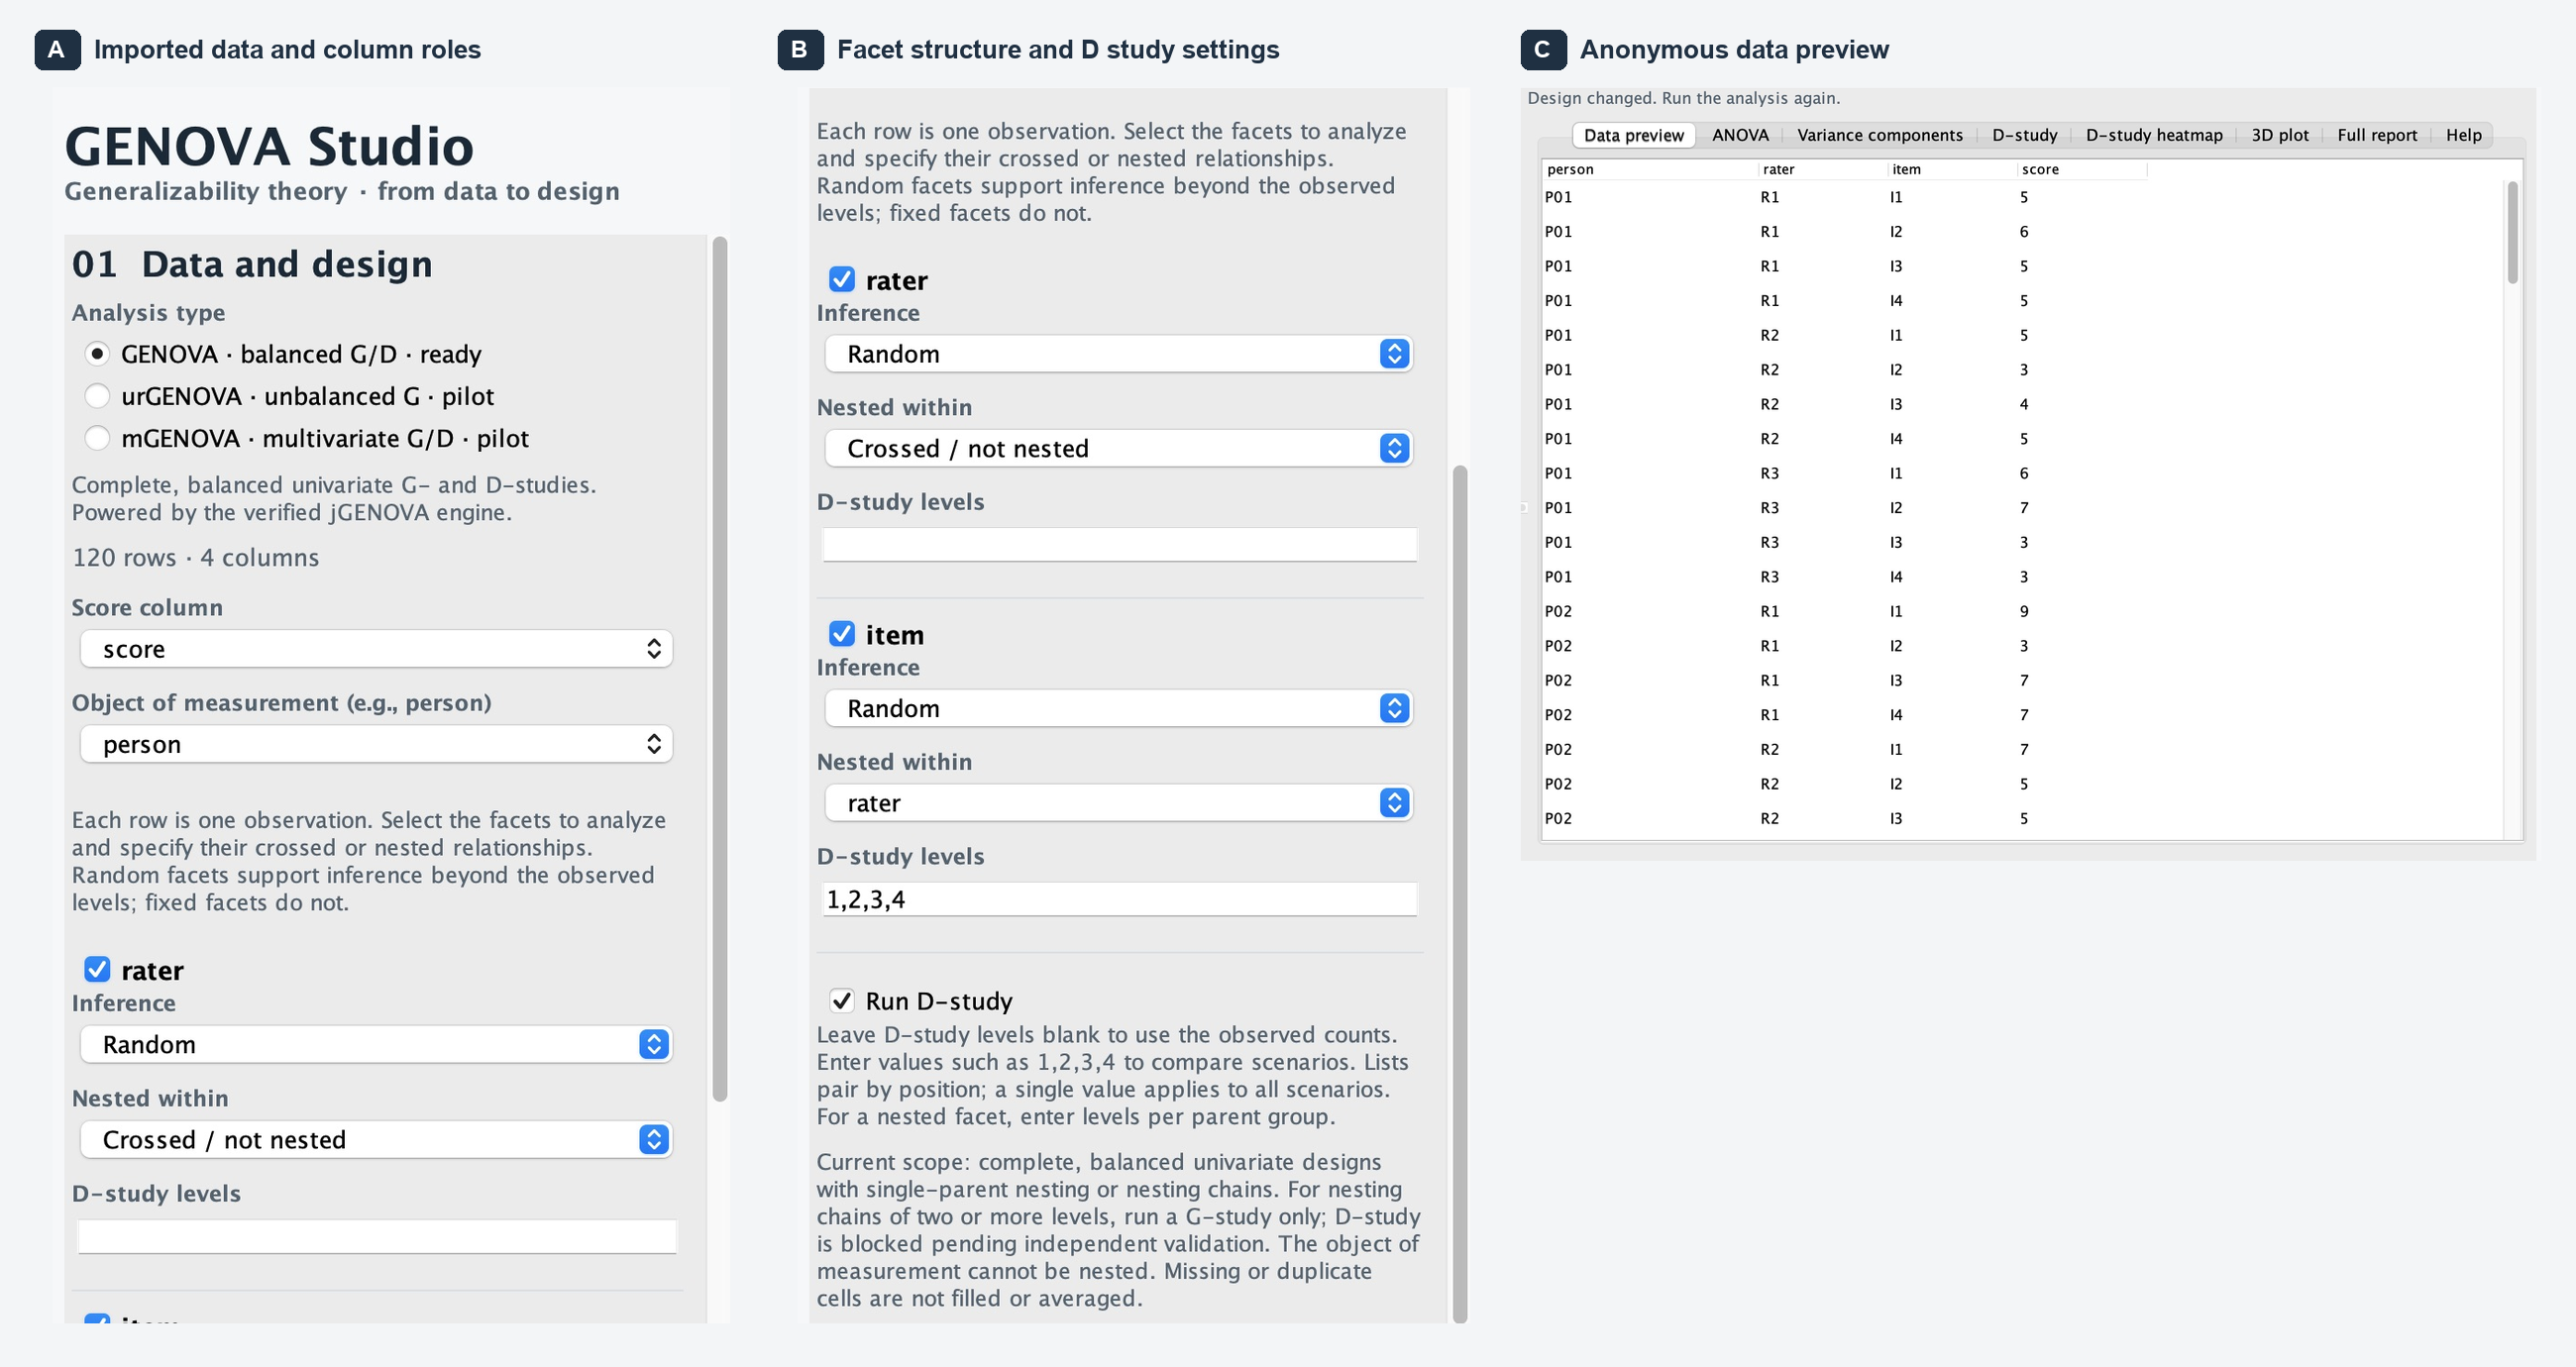 A Imported data and column roles
GENOVA Studio
Generalizability theory · from data to design
01 Data and design
Analysis type
GENOVA · balanced G/D · ready
urGENOVA · unbalanced G · pilot
mGENOVA · multivariate G/D · pilot
Complete, balanced univariate G- and D-studies.
Powered by the verified jGENOVA engine.
120 rows · 4 columns
Score column
score
Object of measurement (e.g., person)
person
Each row is one observation. Select the facets to analyze
and specify their crossed or nested relationships.
Random facets support inference beyond the observed
levels; fixed facets do not.
rater
Inference
Random
Nested within
Crossed / not nested
D-study levels
B Facet structure and D study settings
Each row is one observation. Select the facets to analyze
and specify their crossed or nested relationships.
Random facets support inference beyond the observed
levels; fixed facets do not.
rater
Inference
Random
Nested within
Crossed / not nested
D-study levels
item
Inference
Random
Nested within
rater
D-study levels
1,2,3,4
Run D-study
Leave D-study levels blank to use the observed counts.
Enter values such as 1,2,3,4 to compare scenarios. Lists
pair by position; a single value applies to all scenarios.
For a nested facet, enter levels per parent group.
Current scope: complete, balanced univariate designs
with single-parent nesting or nesting chains. For nesting
chains of two or more levels, run a G-study only; D-study
is blocked pending independent validation. The object of
measurement cannot be nested. Missing or duplicate
cells are not filled or averaged.
C Anonymous data preview
Design changed. Run the analysis again.
Data preview ANOVA Variance components D-study D-study heatmap 3D plot Full report Help
person rater item score
P01 R1 I1 5
P01 R1 I2 6
P01 R1 I3 5
P01 R1 I4 5
P01 R2 I1 5
P01 R2 I2 3
P01 R2 I3 4
P01 R2 I4 5
P01 R3 I1 6
P01 R3 I2 7
P01 R3 I3 3
P01 R3 I4 3
P02 R1 I1 9
P02 R1 I2 3
P02 R1 I3 7
P02 R1 I4 7
P02 R2 I1 7
P02 R2 I2 5
P02 R2 I3 5